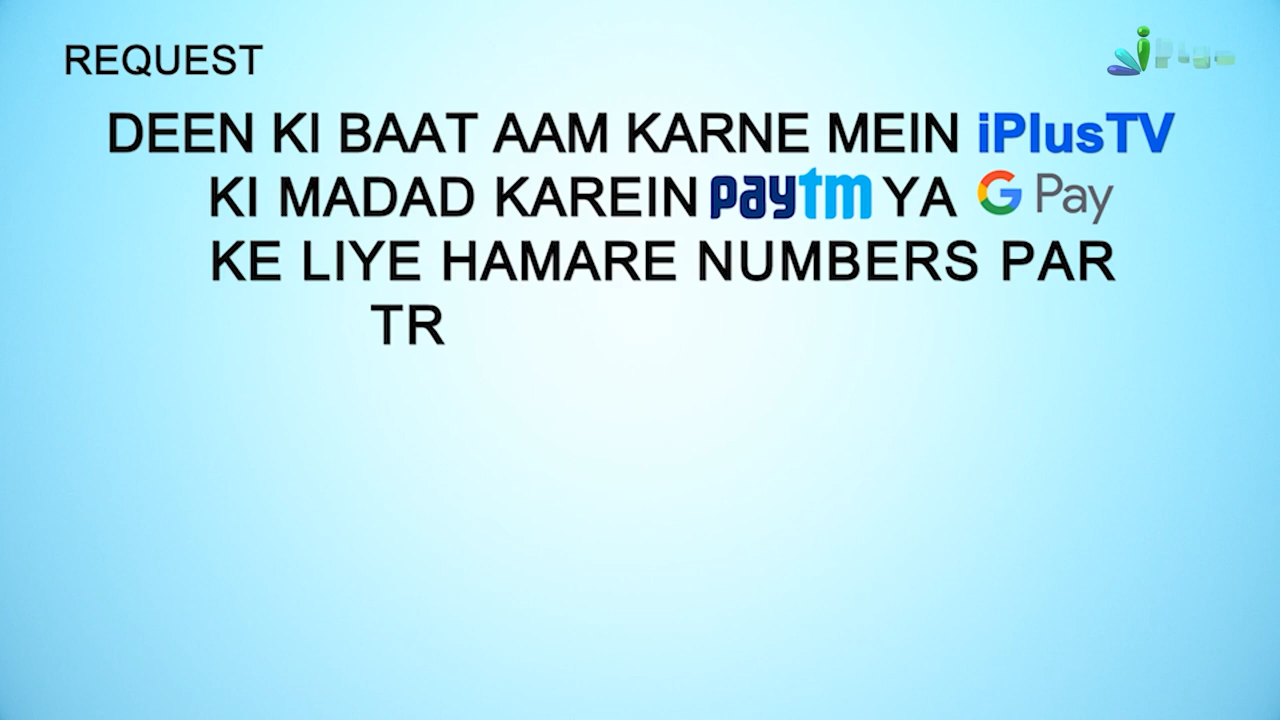 REQUEST
DEEN KI BAAT AAM KARNE MEIN iPlusTV
KI MADAD KAREIN paytm YA G Pay
KE LIYE HAMARE NUMBERS PAR
TR